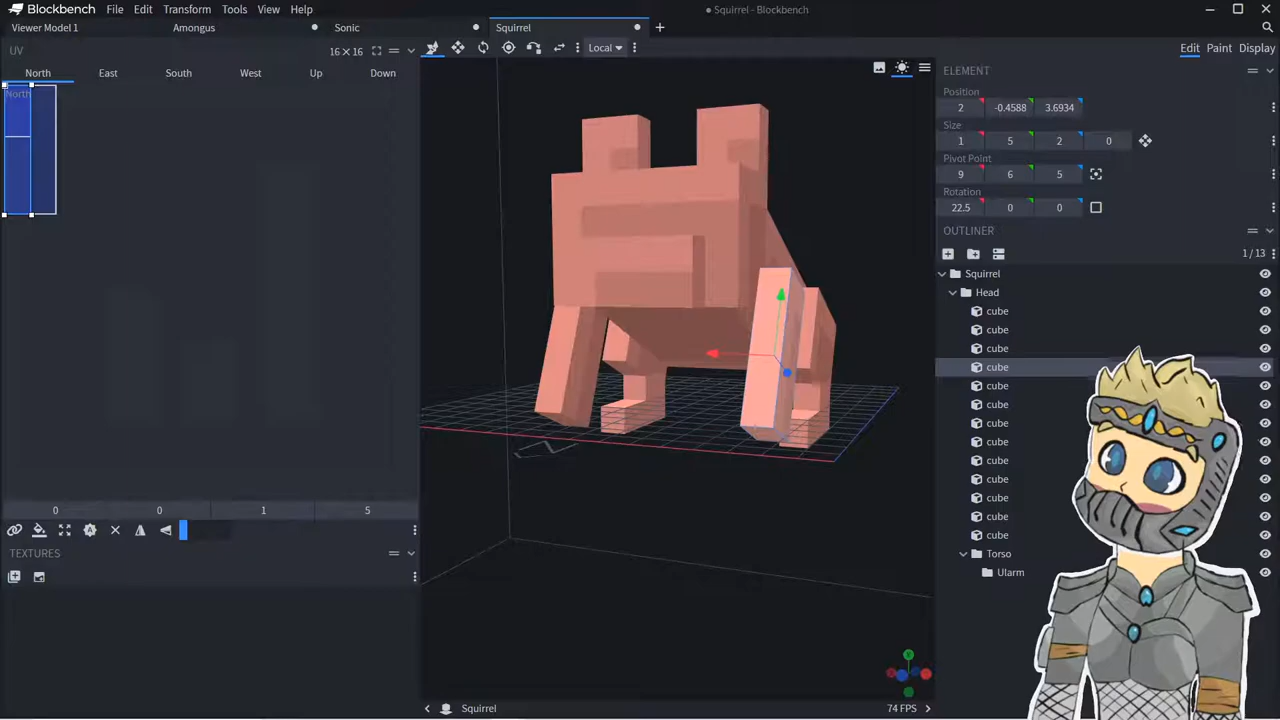 Blockbench File Edit Transform Tools View Help
Squirrel - Blockbench
Viewer Model 1 Amongus Sonic Squirrel
UV 16×16
Local
Edit Paint Display
North East South West Up Down
North
ELEMENT
Position
2 -0.4588 3.6934
Size
1 5 2 0
Pivot Point
9 6 5
Rotation
22.5 0 0
OUTLINER
1/13
Squirrel
Head
cube
cube
cube
cube
cube
cube
cube
cube
cube
cube
cube
cube
cube
Torso
Ularm
0 0 1 5
TEXTURES
Squirrel 74 FPS